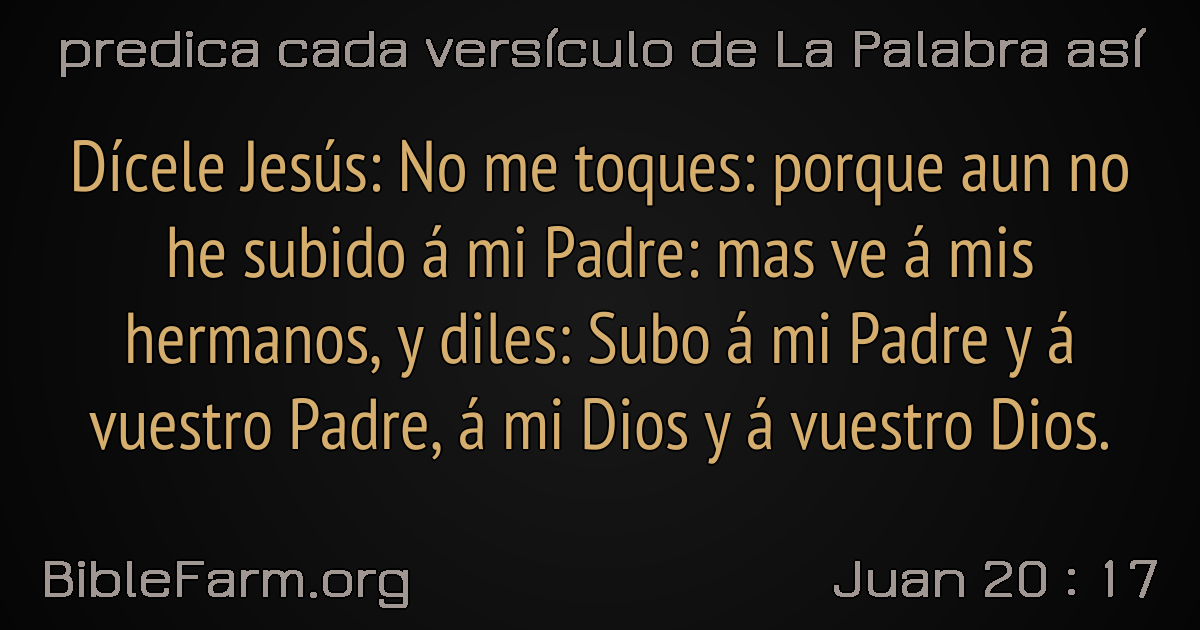 predica cada versículo de La Palabra así
Dícele Jesús: No me toques: porque aun no
he subido á mi Padre: mas ve á mis
hermanos, y diles: Subo á mi Padre y á
vuestro Padre, á mi Dios y á vuestro Dios.
BibleFarm.org
Juan 20 : 17